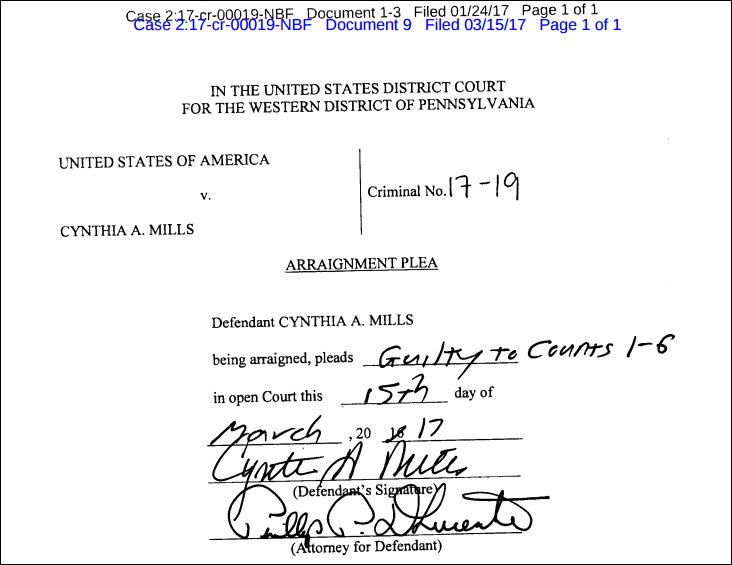 Case 2:17-cr-00019-NBF Document 1-3 Filed 01/24/17 Page 1 of 1
Case 2:17-cr-00019-NBF Document 9 Filed 03/15/17 Page 1 of 1
IN THE UNITED STATES DISTRICT COURT
FOR THE WESTERN DISTRICT OF PENNSYLVANIA
UNITED STATES OF AMERICA
v.
Criminal No. 17-19
CYNTHIA A. MILLS
ARRAIGNMENT PLEA
Defendant CYNTHIA A. MILLS
being arraigned, pleads Guilty to Counts 1-6
in open Court this 15th day of
March, 20 17
Cynthia A Mills
(Defendant's Signature)
(Attorney for Defendant)